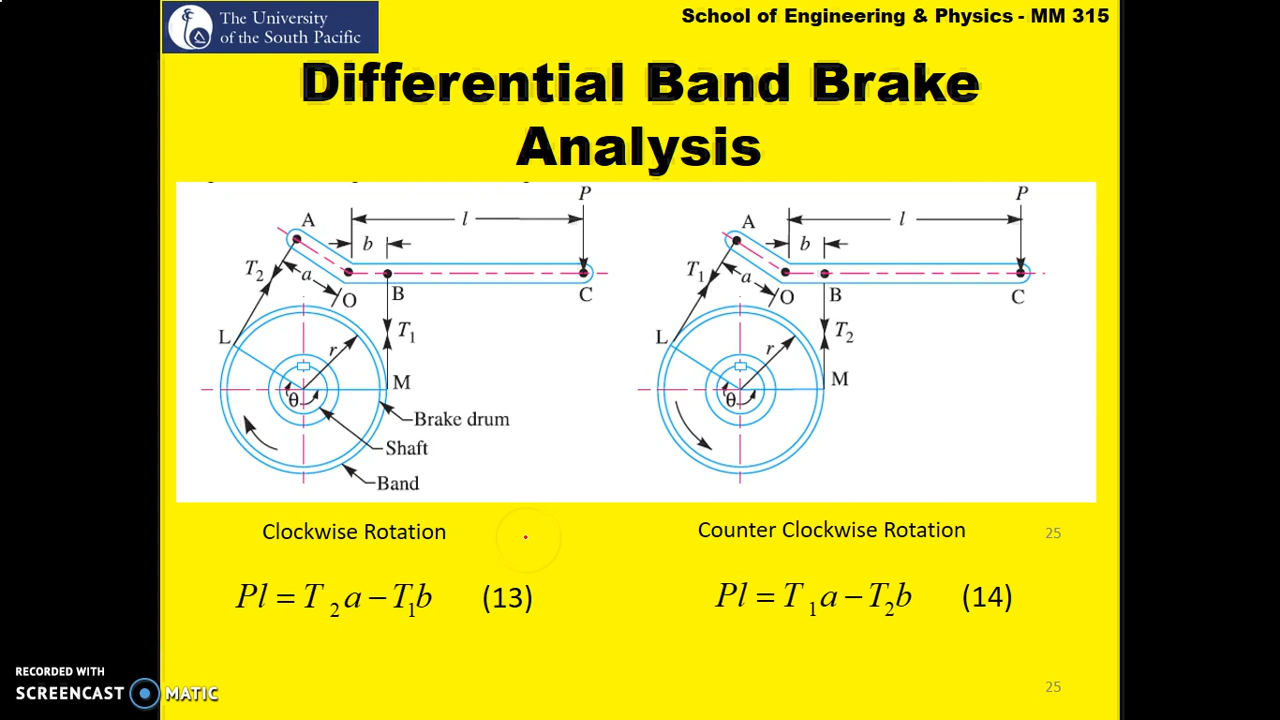 The University
of the South Pacific
School of Engineering & Physics - MM 315
Differential Band Brake
Analysis
P
l
A
b
T2
a
O
B
C
T1
L
r
M
θ
Brake drum
Shaft
Band
P
l
A
b
T1
a
O
B
C
T2
L
r
M
θ
Clockwise Rotation
Counter Clockwise Rotation
25
Pl = T2a − T1b (13)
Pl = T1a − T2b (14)
RECORDED WITH
SCREENCAST MATIC
25